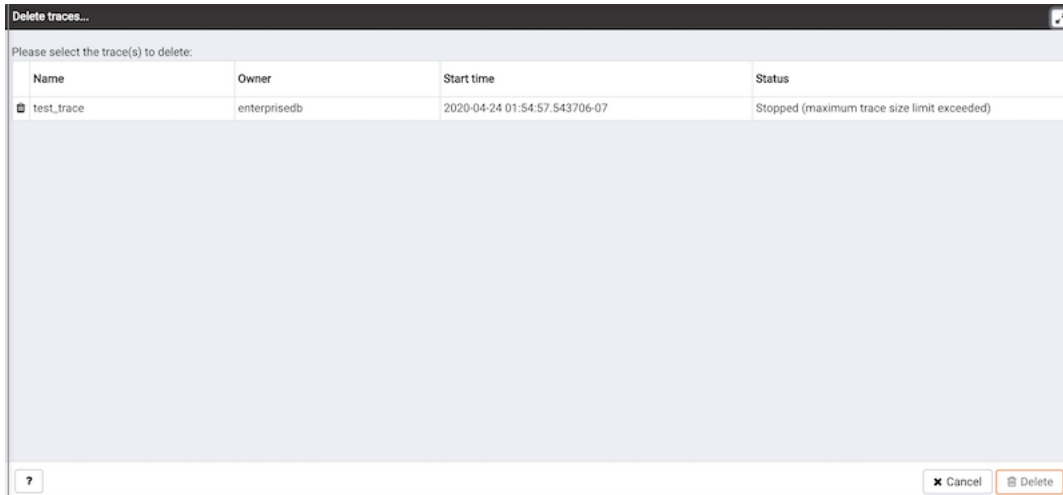 Delete traces...
Please select the trace(s) to delete:
Name Owner Start time Status
test_trace enterprisedb 2020-04-24 01:54:57.543706-07 Stopped (maximum trace size limit exceeded)
? Cancel Delete